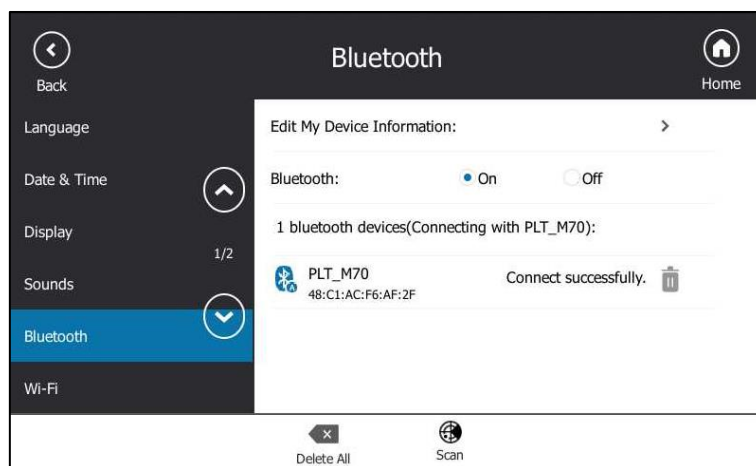 Bluetooth
Back
Home
Language
Date & Time
Display
1/2
Sounds
Bluetooth
Wi-Fi
Edit My Device Information:
Bluetooth: On Off
1 bluetooth devices(Connecting with PLT_M70):
PLT_M70 Connect successfully.
48:C1:AC:F6:AF:2F
Delete All
Scan